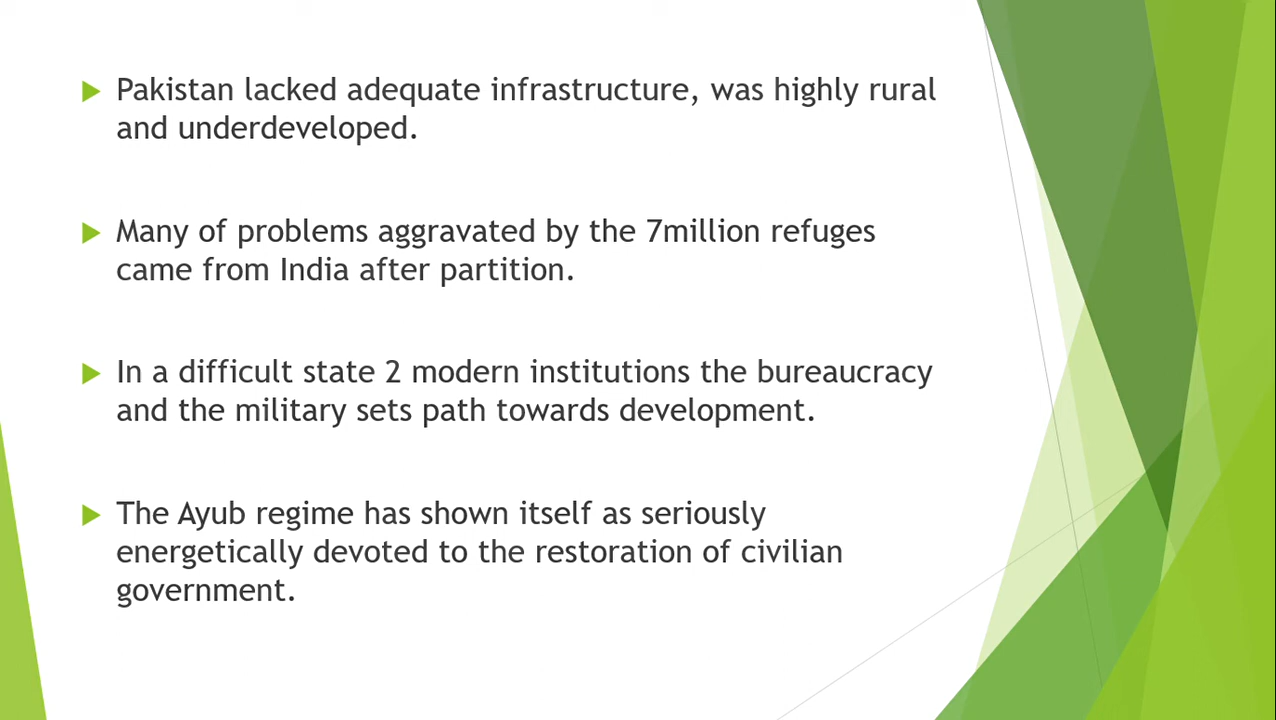 Pakistan lacked adequate infrastructure, was highly rural
and underdeveloped.
Many of problems aggravated by the 7million refuges
came from India after partition.
In a difficult state 2 modern institutions the bureaucracy
and the military sets path towards development.
The Ayub regime has shown itself as seriously
energetically devoted to the restoration of civilian
government.